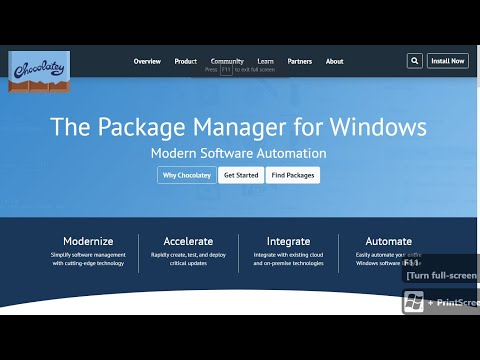 Chocolatey
Overview Product Community Learn Partners About
Install Now
Press F11 to exit full screen
The Package Manager for Windows
Modern Software Automation
Why Chocolatey Get Started Find Packages
Modernize Accelerate Integrate Automate
Simplify software management Rapidly create, test, and deploy Integrate with existing cloud Easily automate your entire
with cutting-edge technology critical updates and on-premise technologies Windows software
F11
[Turn full-screen
+ PrintScree